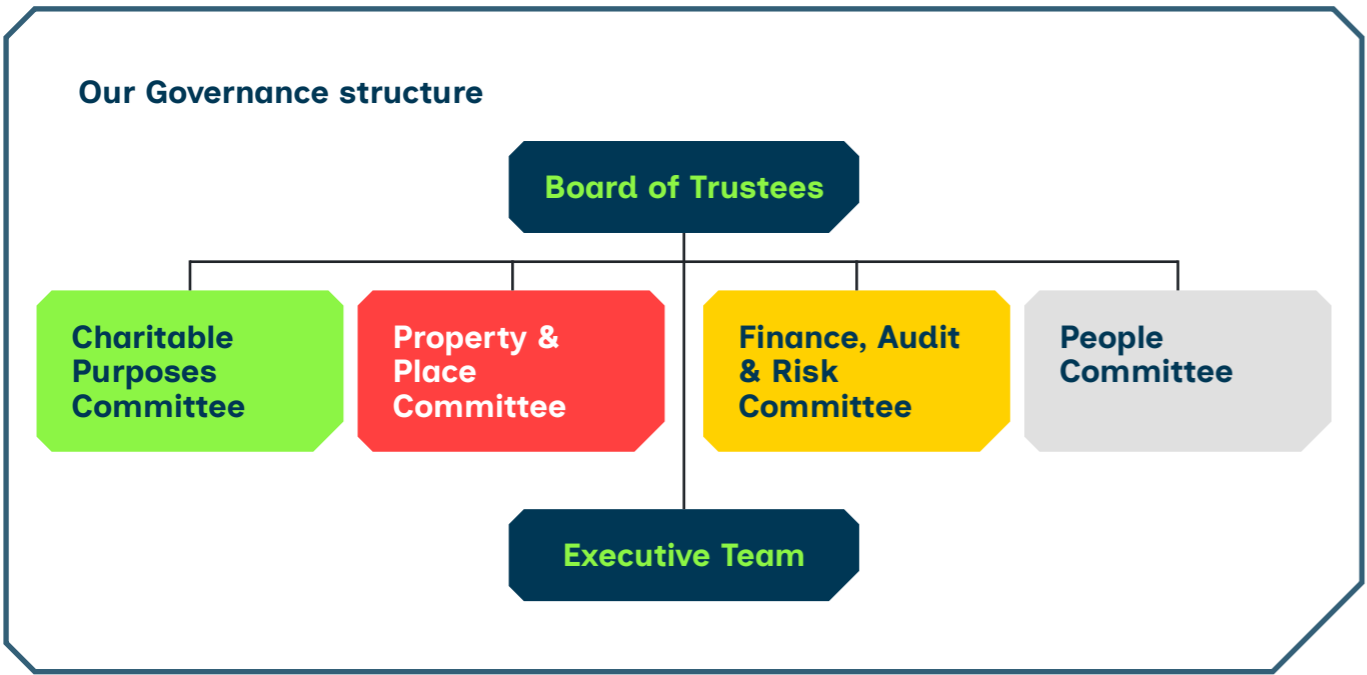 Our Governance structure
Board of Trustees
Charitable
Purposes
Committee
Property &
Place
Committee
Finance, Audit
& Risk
Committee
People
Committee
Executive Team